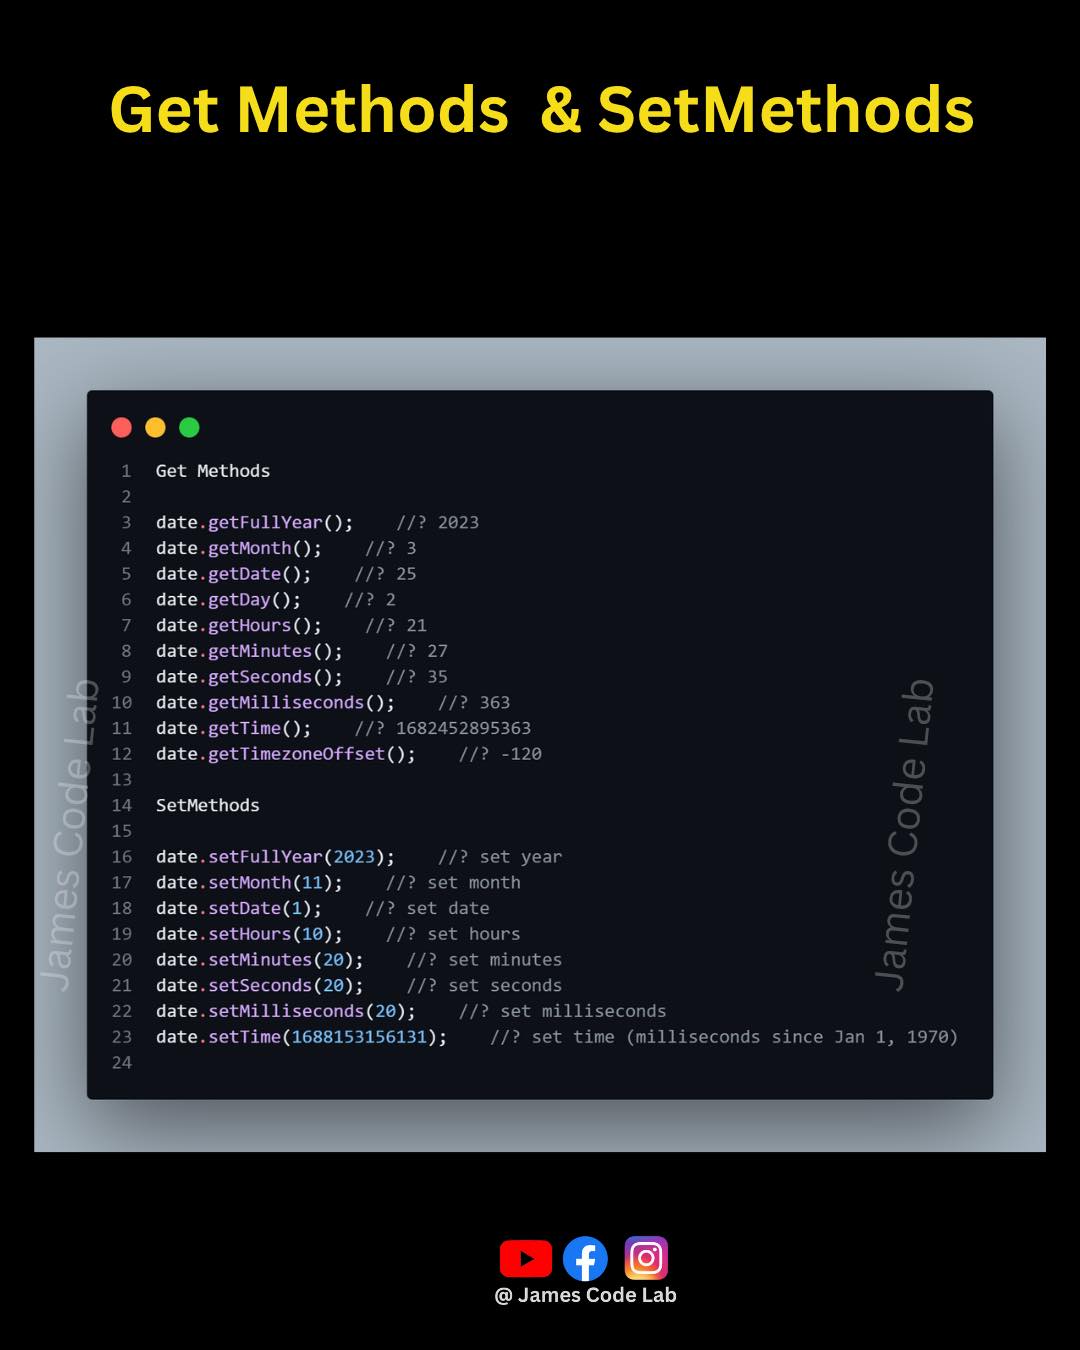 Get Methods  & SetMethods
1 Get Methods
2
3 date.getFullYear();    //? 2023
4 date.getMonth();    //? 3
5 date.getDate();    //? 25
6 date.getDay();    //? 2
7 date.getHours();    //? 21
8 date.getMinutes();    //? 27
9 date.getSeconds();    //? 35
10 date.getMilliseconds();    //? 363
11 date.getTime();    //? 1682452895363
12 date.getTimezoneOffset();    //? -120
13
14 SetMethods
15
16 date.setFullYear(2023);    //? set year
17 date.setMonth(11);    //? set month
18 date.setDate(1);    //? set date
19 date.setHours(10);    //? set hours
20 date.setMinutes(20);    //? set minutes
21 date.setSeconds(20);    //? set seconds
22 date.setMilliseconds(20);    //? set milliseconds
23 date.setTime(1688153156131);    //? set time (milliseconds since Jan 1, 1970)
24
James Code Lab
James Code Lab
@ James Code Lab